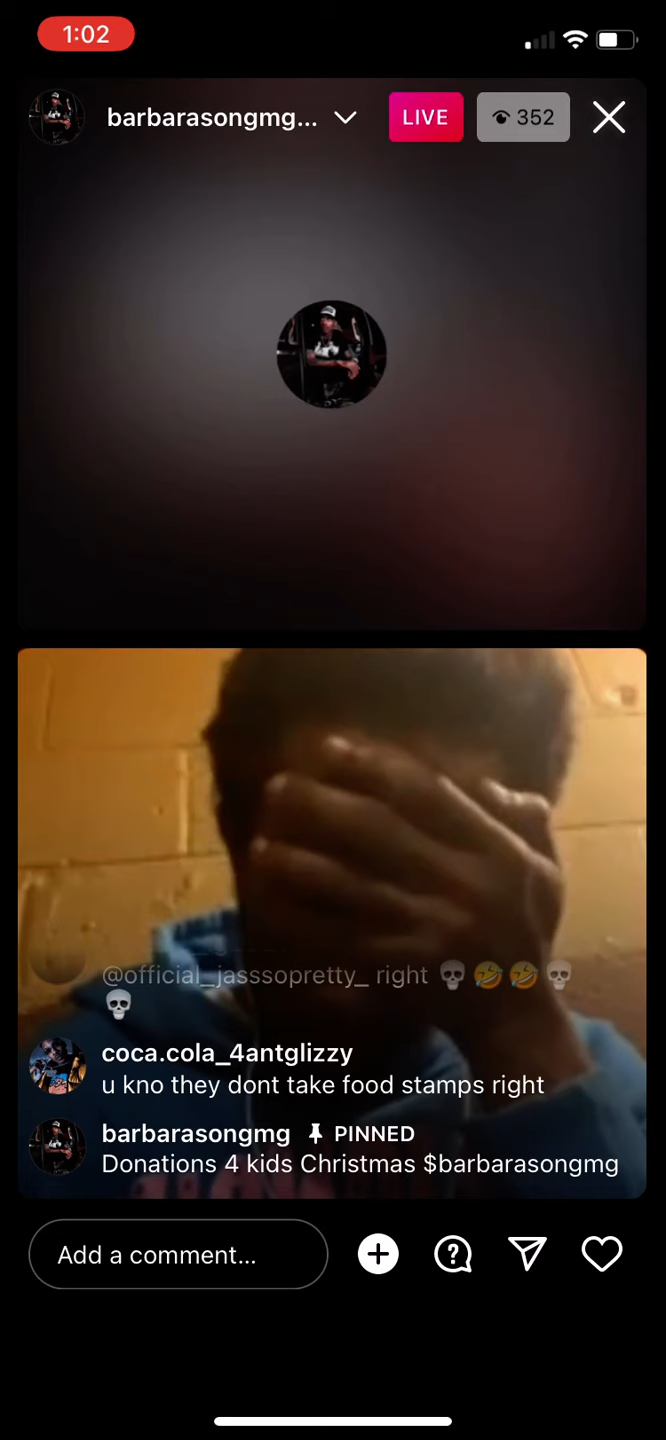 1:02
barbarasongmg...
LIVE
352
@official_jasssopretty_ right 💀🤣🤣💀
💀
coca.cola_4antglizzy
u kno they dont take food stamps right
barbarasongmg PINNED
Donations 4 kids Christmas $barbarasongmg
Add a comment...